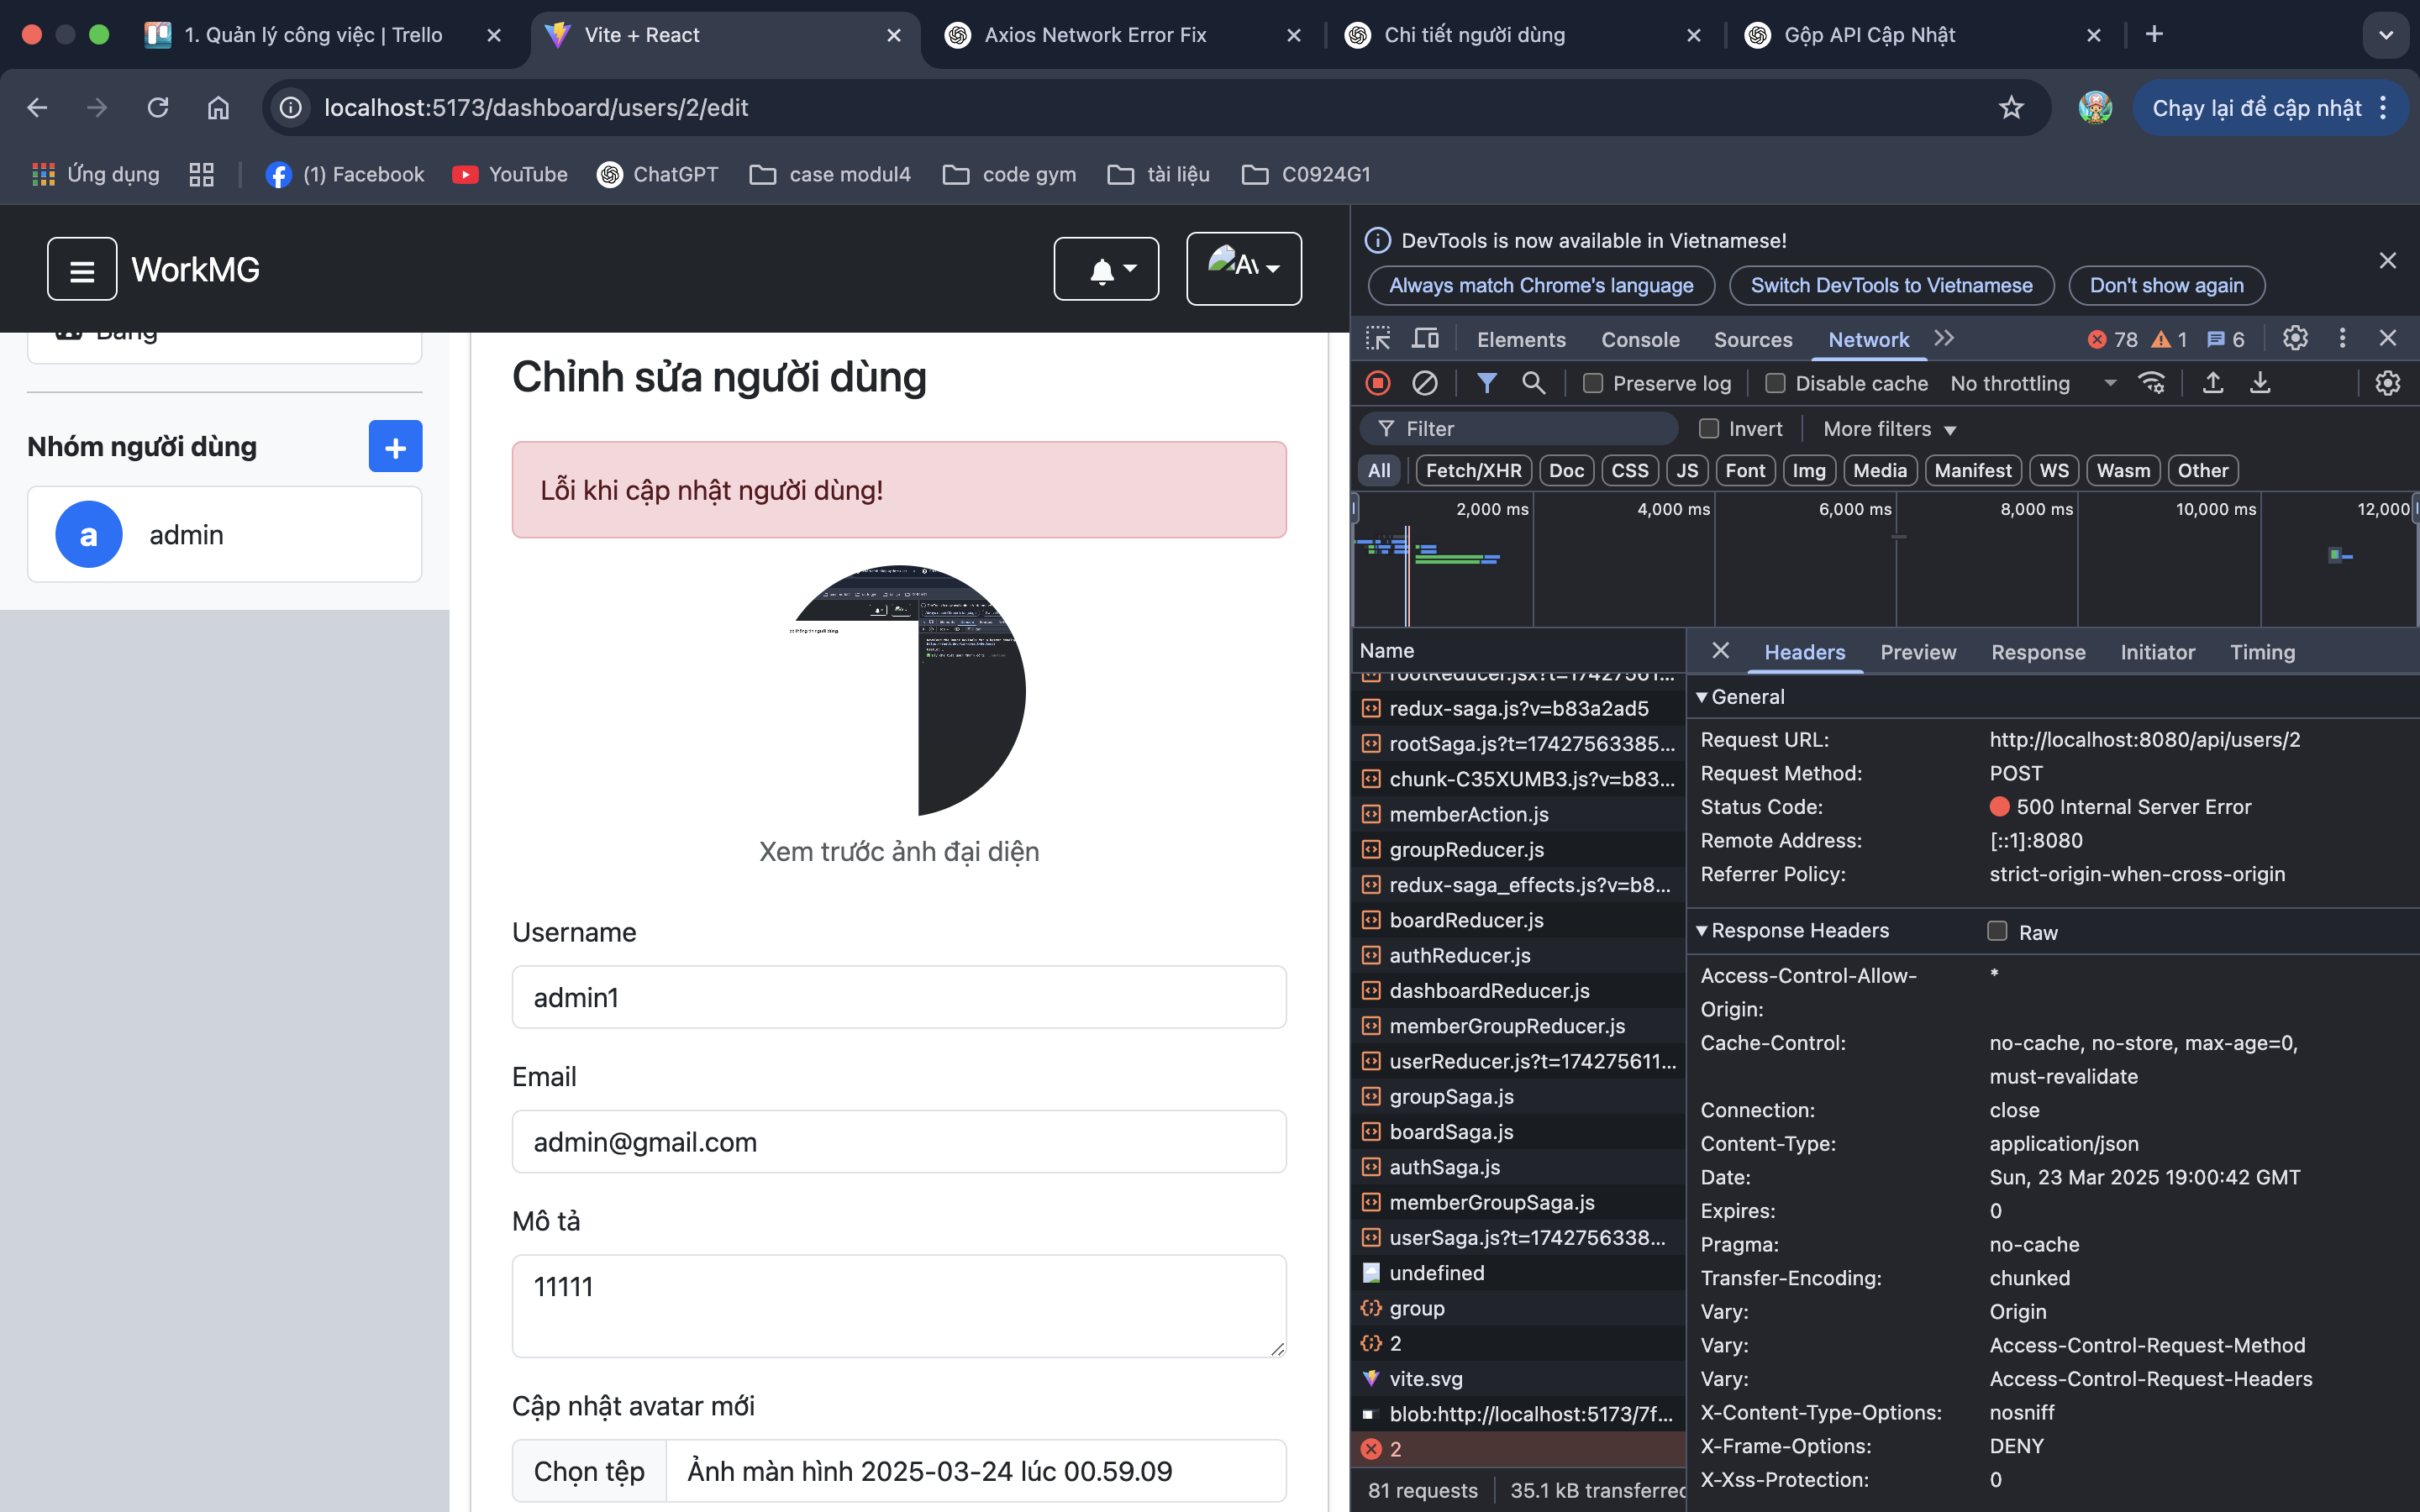 1. Quản lý công việc | Trello
Vite + React
Axios Network Error Fix
Chi tiết người dùng
Gộp API Cập Nhật
localhost:5173/dashboard/users/2/edit
Chạy lại để cập nhật
Ứng dụng
(1) Facebook
YouTube
ChatGPT
case modul4
code gym
tài liệu
C0924G1
WorkMG
Bảng
Nhóm người dùng
+
a
admin
Chỉnh sửa người dùng
Lỗi khi cập nhật người dùng!
Xem trước ảnh đại diện
Username
admin1
Email
admin@gmail.com
Mô tả
11111
Cập nhật avatar mới
Chọn tệp
Ảnh màn hình 2025-03-24 lúc 00.59.09
DevTools is now available in Vietnamese!
Always match Chrome's language
Switch DevTools to Vietnamese
Don't show again
Elements
Console
Sources
Network
78
1
6
Preserve log
Disable cache
No throttling
Filter
Invert
More filters
All
Fetch/XHR
Doc
CSS
JS
Font
Img
Media
Manifest
WS
Wasm
Other
2,000 ms
4,000 ms
6,000 ms
8,000 ms
10,000 ms
12,000
Name
rootReducer.jsx?t=17427561...
redux-saga.js?v=b83a2ad5
rootSaga.js?t=17427563385...
chunk-C35XUMB3.js?v=b83...
memberAction.js
groupReducer.js
redux-saga_effects.js?v=b8...
boardReducer.js
authReducer.js
dashboardReducer.js
memberGroupReducer.js
userReducer.js?t=174275611...
groupSaga.js
boardSaga.js
authSaga.js
memberGroupSaga.js
userSaga.js?t=1742756338...
undefined
group
2
vite.svg
blob:http://localhost:5173/7f...
2
81 requests
35.1 kB transferred
Headers
Preview
Response
Initiator
Timing
General
Request URL: http://localhost:8080/api/users/2
Request Method: POST
Status Code: 500 Internal Server Error
Remote Address: [::1]:8080
Referrer Policy: strict-origin-when-cross-origin
Response Headers
Raw
Access-Control-Allow- *
Origin:
Cache-Control: no-cache, no-store, max-age=0,
must-revalidate
Connection: close
Content-Type: application/json
Date: Sun, 23 Mar 2025 19:00:42 GMT
Expires: 0
Pragma: no-cache
Transfer-Encoding: chunked
Vary: Origin
Vary: Access-Control-Request-Method
Vary: Access-Control-Request-Headers
X-Content-Type-Options: nosniff
X-Frame-Options: DENY
X-Xss-Protection: 0